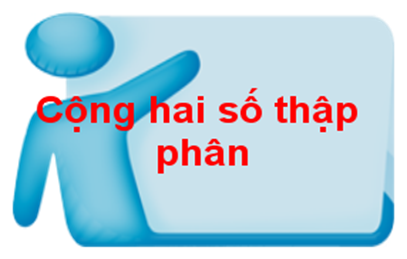 Cộng hai số thập
phân